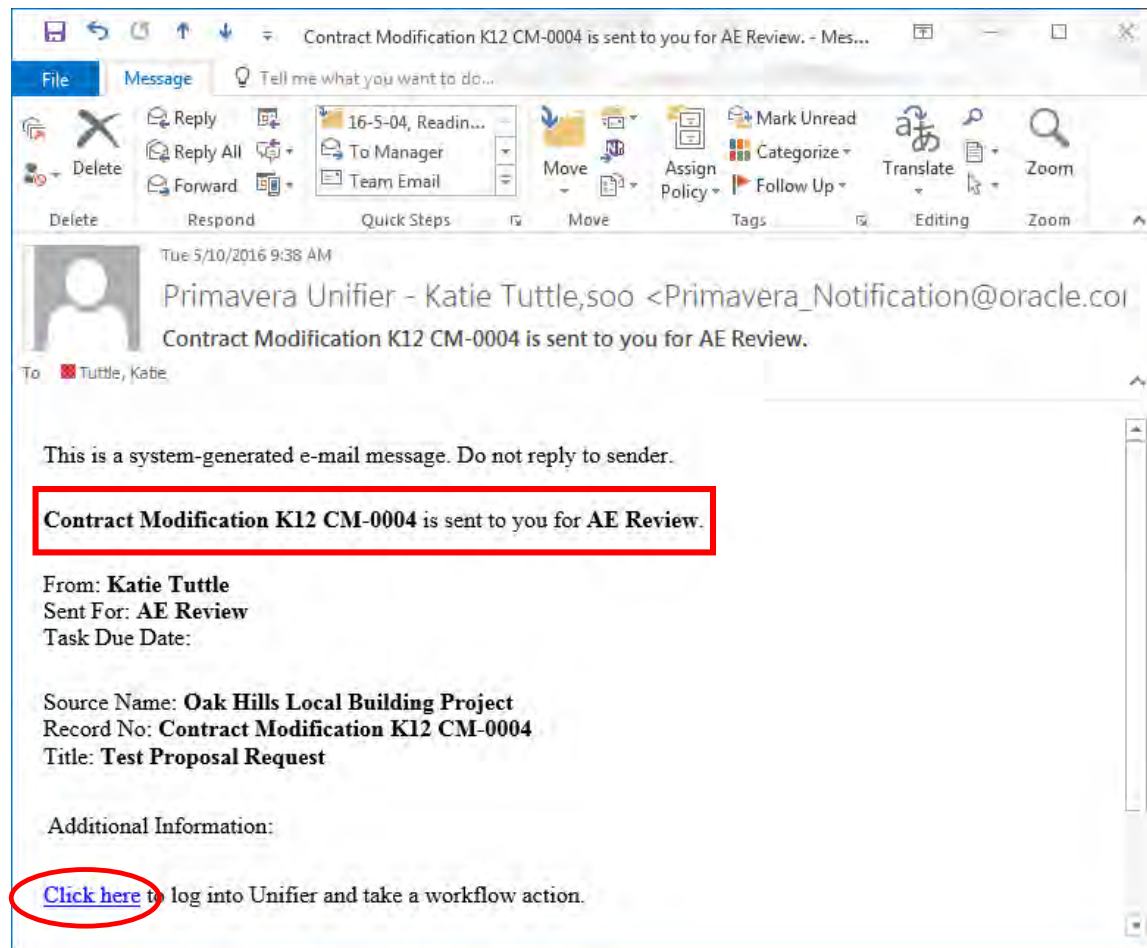 Contract Modification K12 CM-0004 is sent to you for AE Review. - Mes...
File Message Tell me what you want to do...
Delete
Reply
Reply All
Forward
16-5-04, Readin...
To Manager
Team Email
Move
Assign Policy
Mark Unread
Categorize
Follow Up
Translate
Zoom
Delete Respond Quick Steps Move Tags Editing Zoom
Tue 5/10/2016 9:38 AM
Primavera Unifier - Katie Tuttle,soo <Primavera_Notification@oracle.co
Contract Modification K12 CM-0004 is sent to you for AE Review.
To Tuttle, Katie
This is a system-generated e-mail message. Do not reply to sender.
Contract Modification K12 CM-0004 is sent to you for AE Review.
From: Katie Tuttle
Sent For: AE Review
Task Due Date:
Source Name: Oak Hills Local Building Project
Record No: Contract Modification K12 CM-0004
Title: Test Proposal Request
Additional Information:
Click here to log into Unifier and take a workflow action.